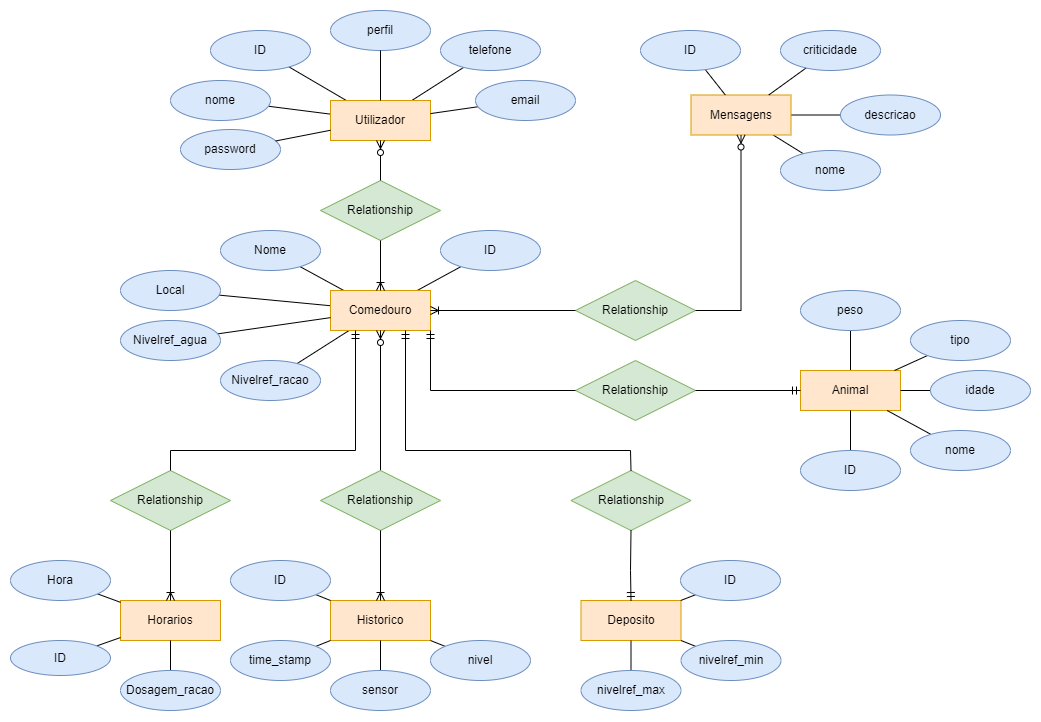 perfil
ID
telefone
nome
email
Utilizador
password
ID
criticidade
Mensagens
descricao
nome
Relationship
Nome
ID
Local
Comedouro
Nivelref_agua
Nivelref_racao
Relationship
peso
tipo
Relationship
Animal
idade
nome
ID
Relationship
Relationship
Relationship
Hora
ID
ID
Horarios
Historico
Deposito
ID
time_stamp
nivel
nivelref_min
Dosagem_racao
sensor
nivelref_max